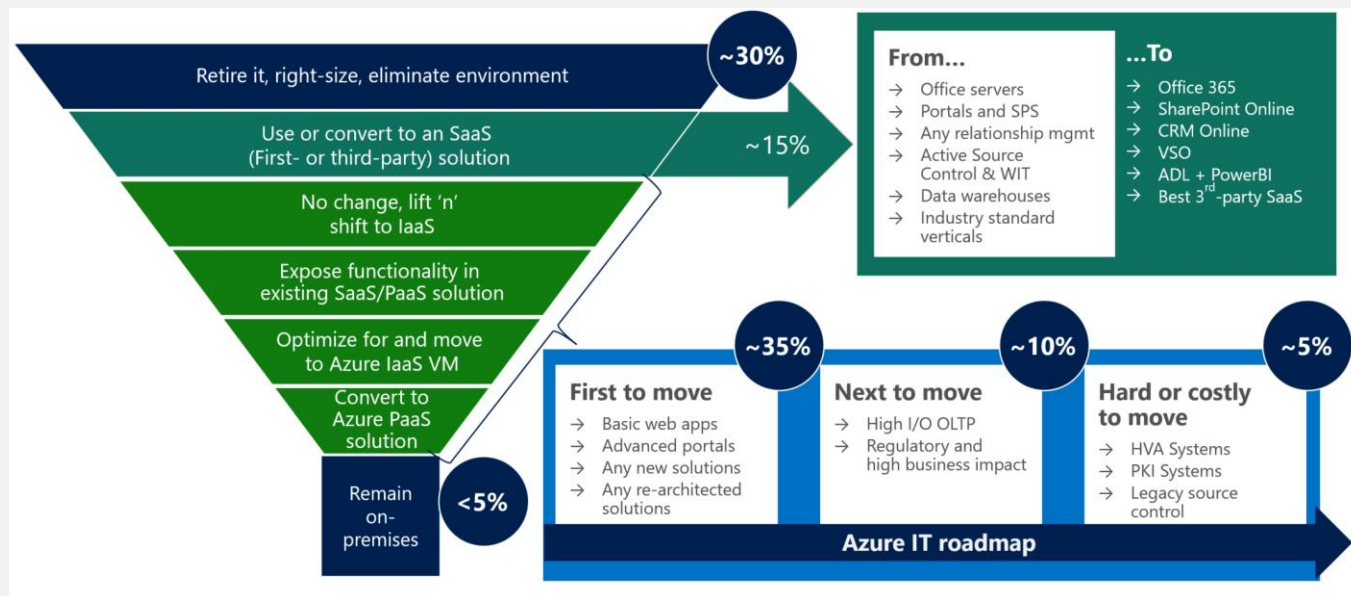 Retire it, right-size, eliminate environment
~30%
Use or convert to an SaaS
(First- or third-party) solution
~15%
No change, lift ‘n’
shift to IaaS
Expose functionality in
existing SaaS/PaaS solution
Optimize for and move
to Azure IaaS VM
Convert to
Azure PaaS
solution
Remain
on-
premises
<5%
From...
→ Office servers
→ Portals and SPS
→ Any relationship mgmt
→ Active Source
Control & WIT
→ Data warehouses
→ Industry standard
verticals
...To
→ Office 365
→ SharePoint Online
→ CRM Online
→ VSO
→ ADL + PowerBI
→ Best 3rd-party SaaS
~35%
First to move
→ Basic web apps
→ Advanced portals
→ Any new solutions
→ Any re-architected
solutions
~10%
Next to move
→ High I/O OLTP
→ Regulatory and
high business impact
~5%
Hard or costly
to move
→ HVA Systems
→ PKI Systems
→ Legacy source
control
Azure IT roadmap